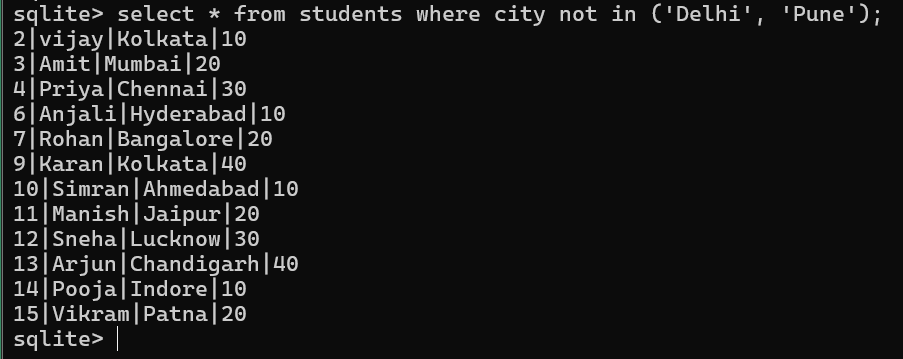 sqlite> select * from students where city not in ('Delhi', 'Pune');
2|vijay|Kolkata|10
3|Amit|Mumbai|20
4|Priya|Chennai|30
6|Anjali|Hyderabad|10
7|Rohan|Bangalore|20
9|Karan|Kolkata|40
10|Simran|Ahmedabad|10
11|Manish|Jaipur|20
12|Sneha|Lucknow|30
13|Arjun|Chandigarh|40
14|Pooja|Indore|10
15|Vikram|Patna|20
sqlite>